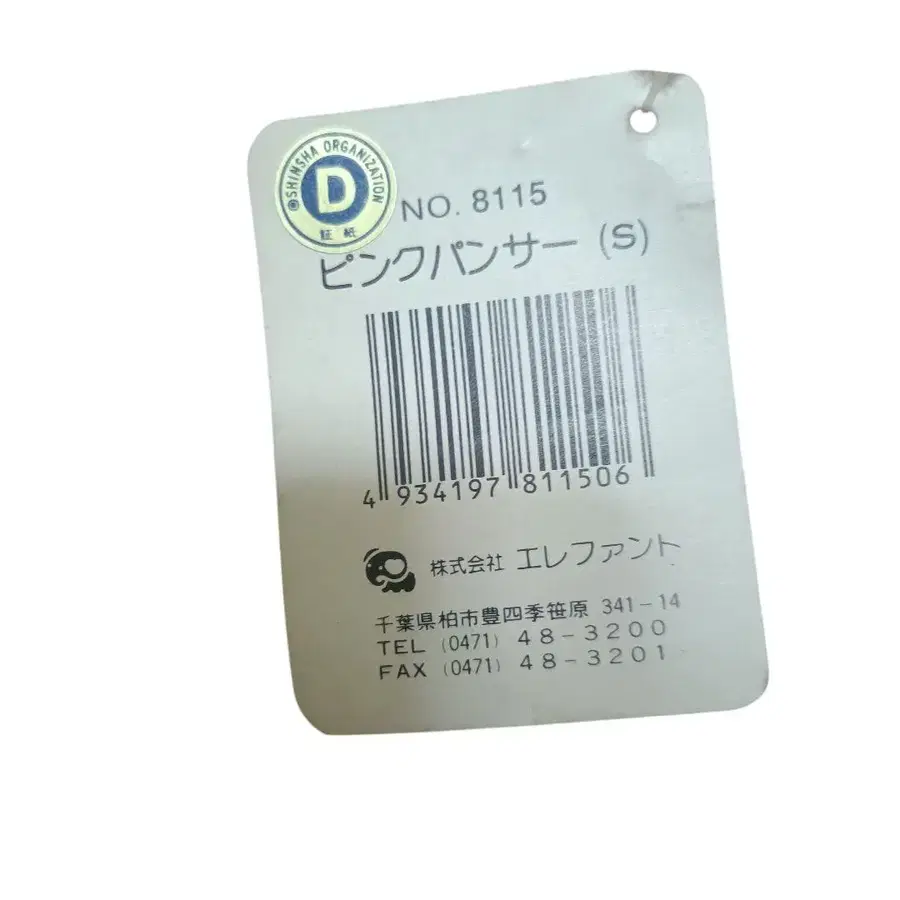 SHINSHA ORGANIZATION
D
証紙
NO. 8115
ピンクパンサー (S)
4 934197 811506
株式会社 エレファント
千葉県柏市豊四季笹原 341-14
TEL (0471) 48-3200
FAX (0471) 48-3201